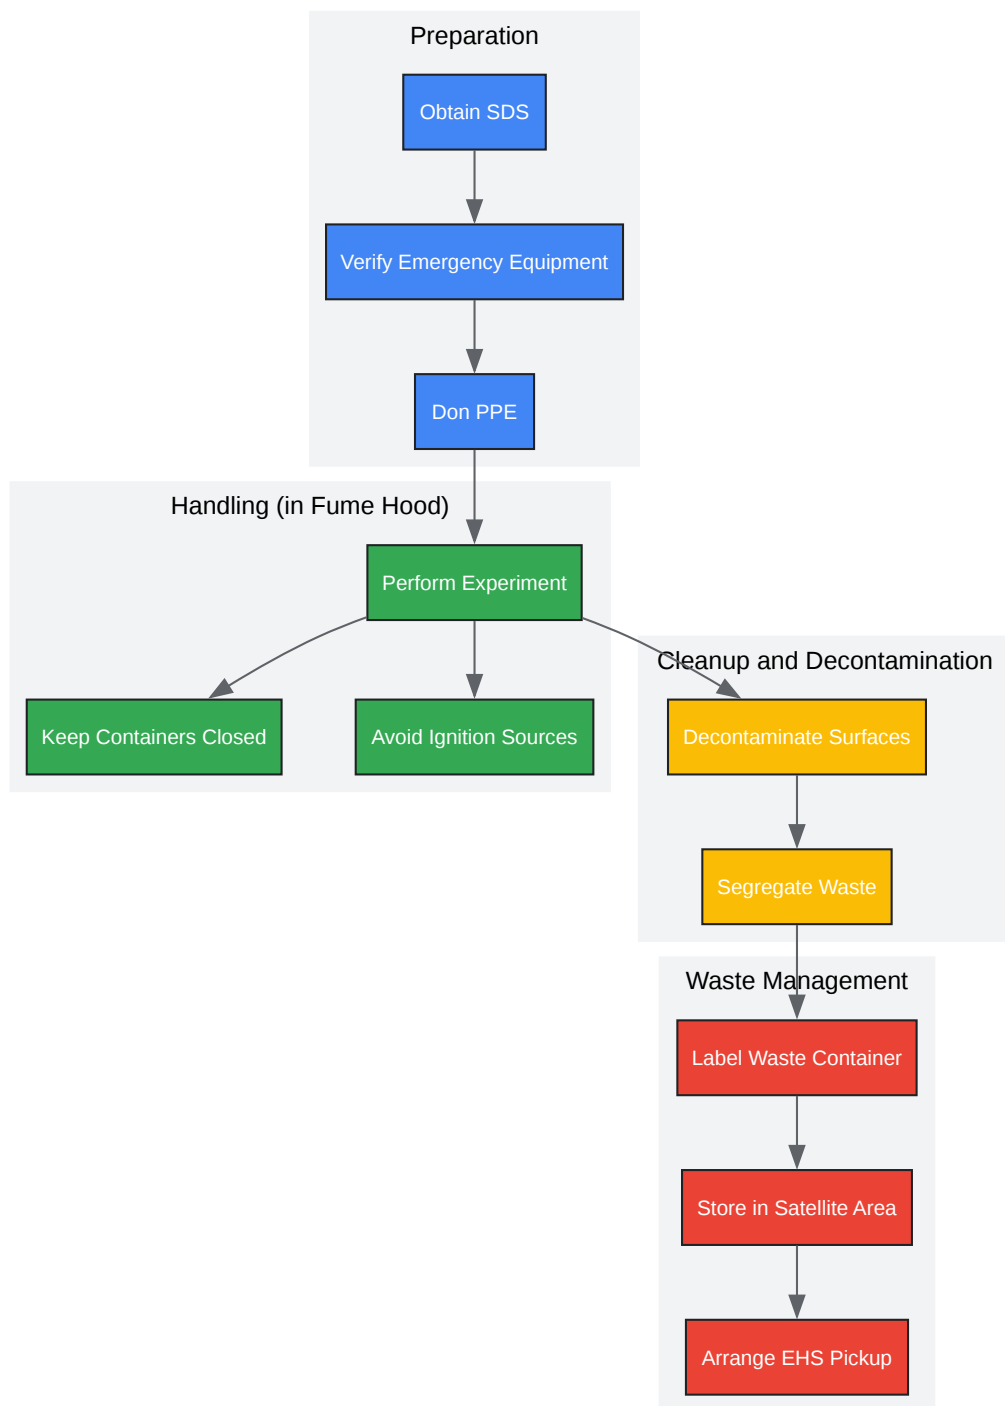 Preparation
Obtain SDS
Verify Emergency Equipment
Don PPE
Handling (in Fume Hood)
Perform Experiment
Keep Containers Closed
Avoid Ignition Sources
Cleanup and Decontamination
Decontaminate Surfaces
Segregate Waste
Waste Management
Label Waste Container
Store in Satellite Area
Arrange EHS Pickup